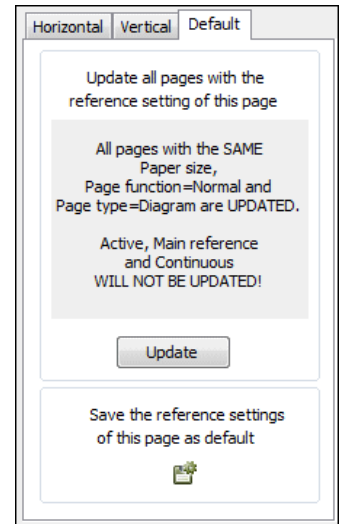 Horizontal Vertical Default
Update all pages with the
reference setting of this page
All pages with the SAME
Paper size,
Page function=Normal and
Page type=Diagram are UPDATED.
Active, Main reference
and Continuous
WILL NOT BE UPDATED!
Update
Save the reference settings
of this page as default